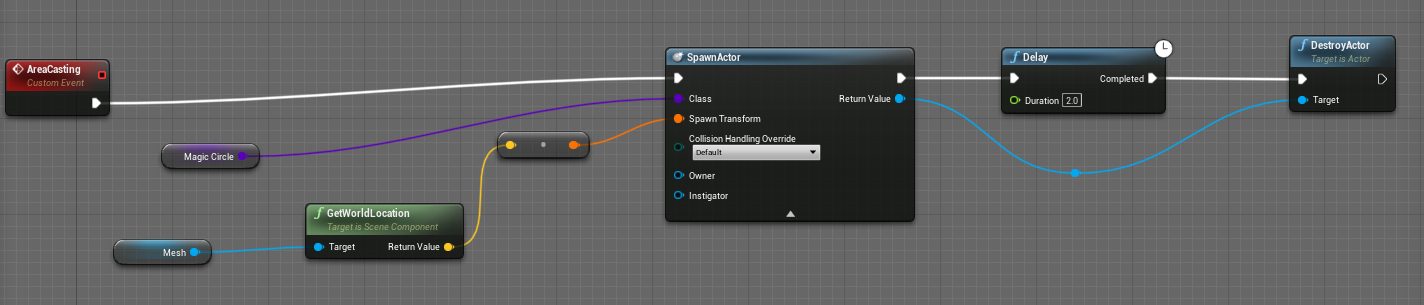 AreaCasting
Custom Event
Magic Circle
Mesh
GetWorldLocation
Target is Scene Component
Target
Return Value
SpawnActor
Class
Return Value
Spawn Transform
Collision Handling Override
Default
Owner
Instigator
Delay
Completed
Duration 2.0
DestroyActor
Target is Actor
Target